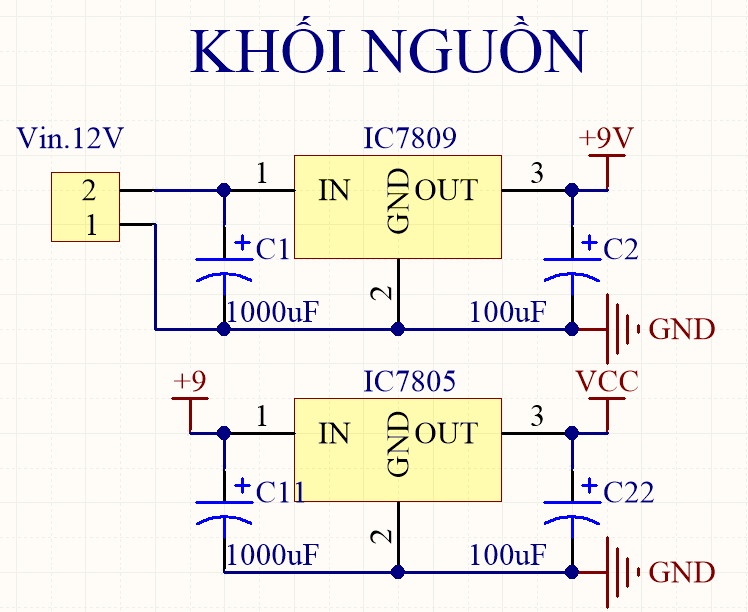 KHỐI NGUỒN
Vin.12V
IC7809
+9V
2
1
1
IN
GND
OUT
3
C1
2
C2
1000uF
100uF
GND
+9
IC7805
VCC
1
IN
GND
OUT
3
C11
2
C22
1000uF
100uF
GND